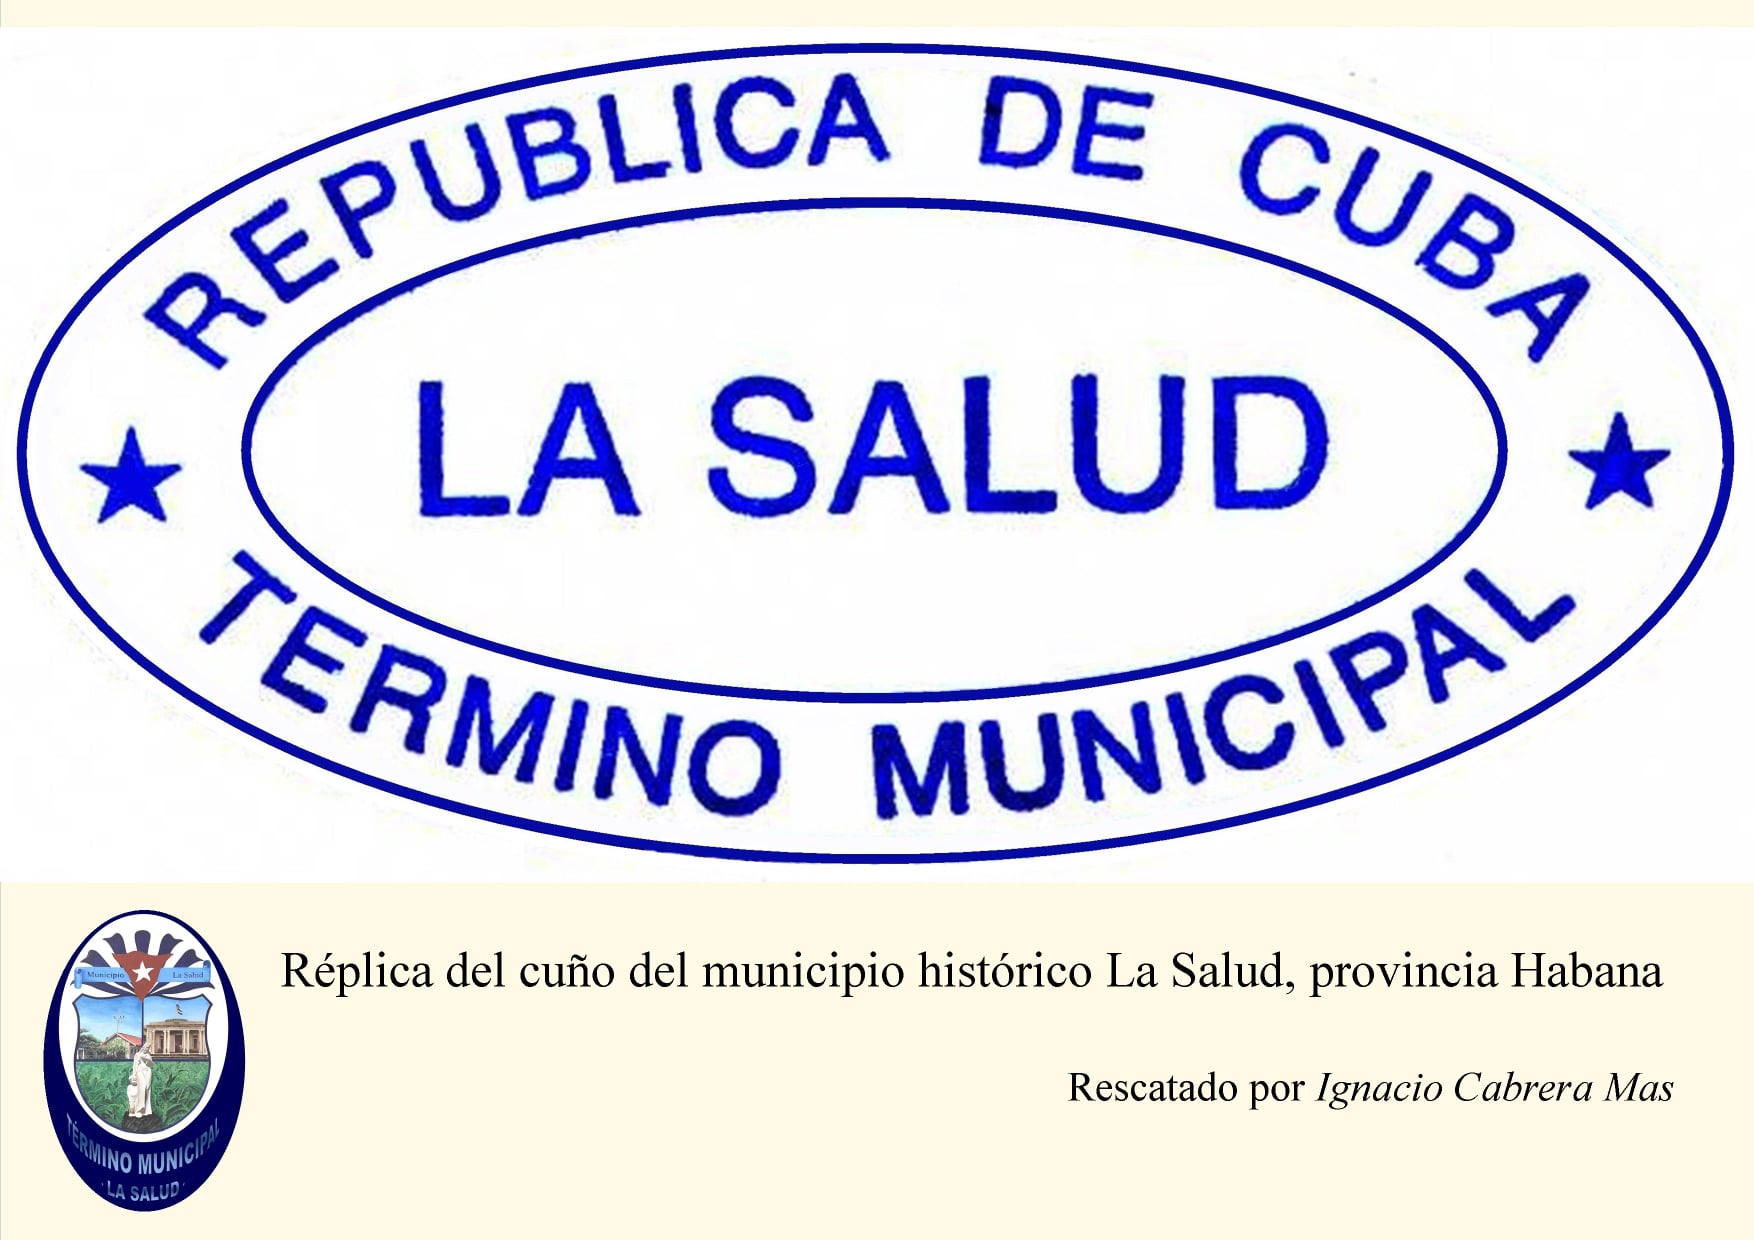 REPUBLICA DE CUBA
LA SALUD
TERMINO MUNICIPAL
Réplica del cuño del municipio histórico La Salud, provincia Habana
Rescatado por Ignacio Cabrera Mas
Municipio La Salud
TÉRMINO MUNICIPAL
LA SALUD